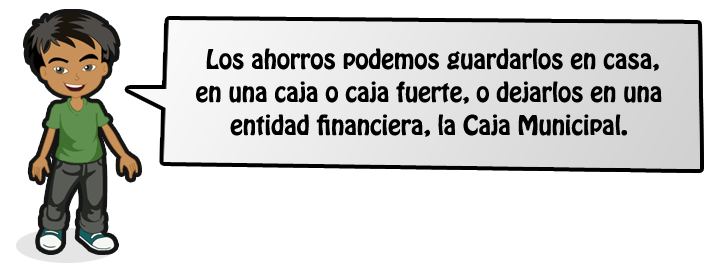 Los ahorros podemos guardarlos en casa,
en una caja o caja fuerte, o dejarlos en una
entidad financiera, la Caja Municipal.